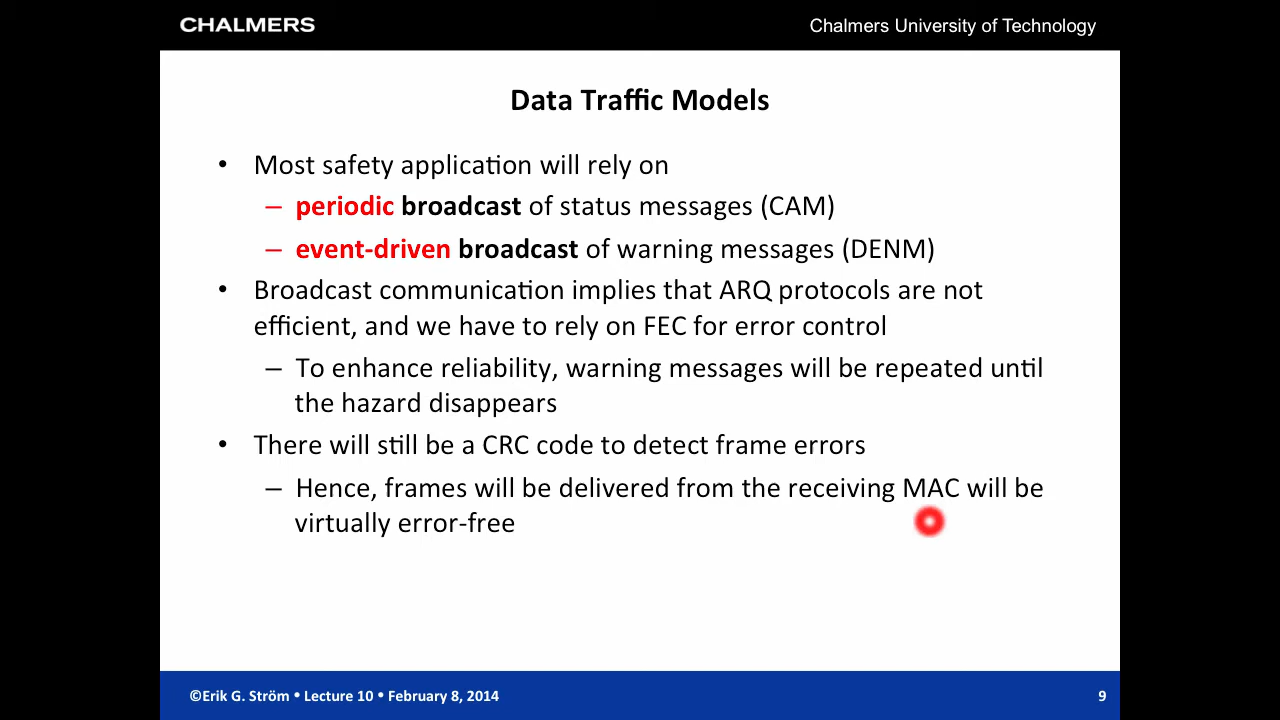 CHALMERS
Chalmers University of Technology
Data Traffic Models
• Most safety application will rely on
– periodic broadcast of status messages (CAM)
– event-driven broadcast of warning messages (DENM)
• Broadcast communication implies that ARQ protocols are not
efficient, and we have to rely on FEC for error control
– To enhance reliability, warning messages will be repeated until
the hazard disappears
• There will still be a CRC code to detect frame errors
– Hence, frames will be delivered from the receiving MAC will be
virtually error-free
©Erik G. Ström • Lecture 10 • February 8, 2014
9